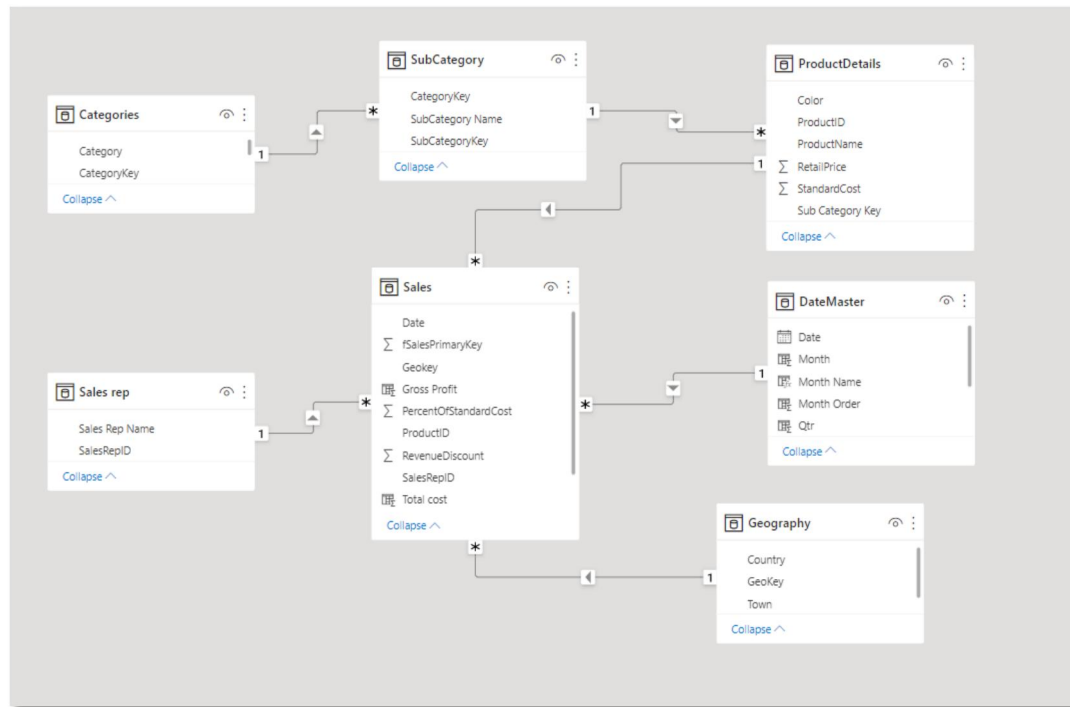 SubCategory
CategoryKey
SubCategory Name
SubCategoryKey
Collapse
ProductDetails
Color
ProductID
ProductName
RetailPrice
StandardCost
Sub Category Key
Collapse
Categories
Category
CategoryKey
Collapse
1
*
1
*
1
*
Sales
Date
fSalesPrimaryKey
Geokey
Gross Profit
PercentOfStandardCost
ProductID
RevenueDiscount
SalesRepID
Total cost
Collapse
DateMaster
Date
Month
Month Name
Month Order
Qtr
Collapse
Sales rep
Sales Rep Name
SalesRepID
Collapse
1
*
*
1
*
1
Geography
Country
GeoKey
Town
Collapse